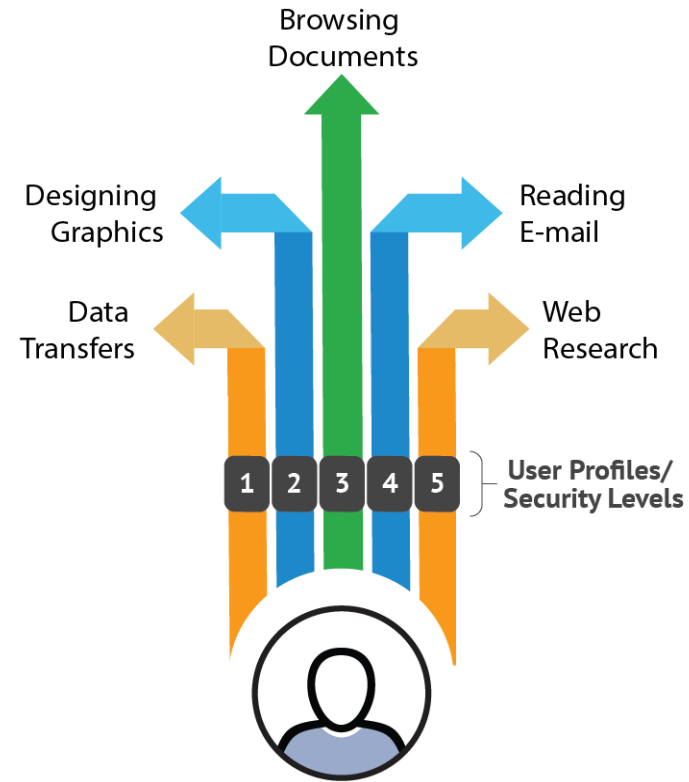 Browsing
Documents
Designing
Graphics
Reading
E-mail
Data
Transfers
Web
Research
1 2 3 4 5
User Profiles/
Security Levels